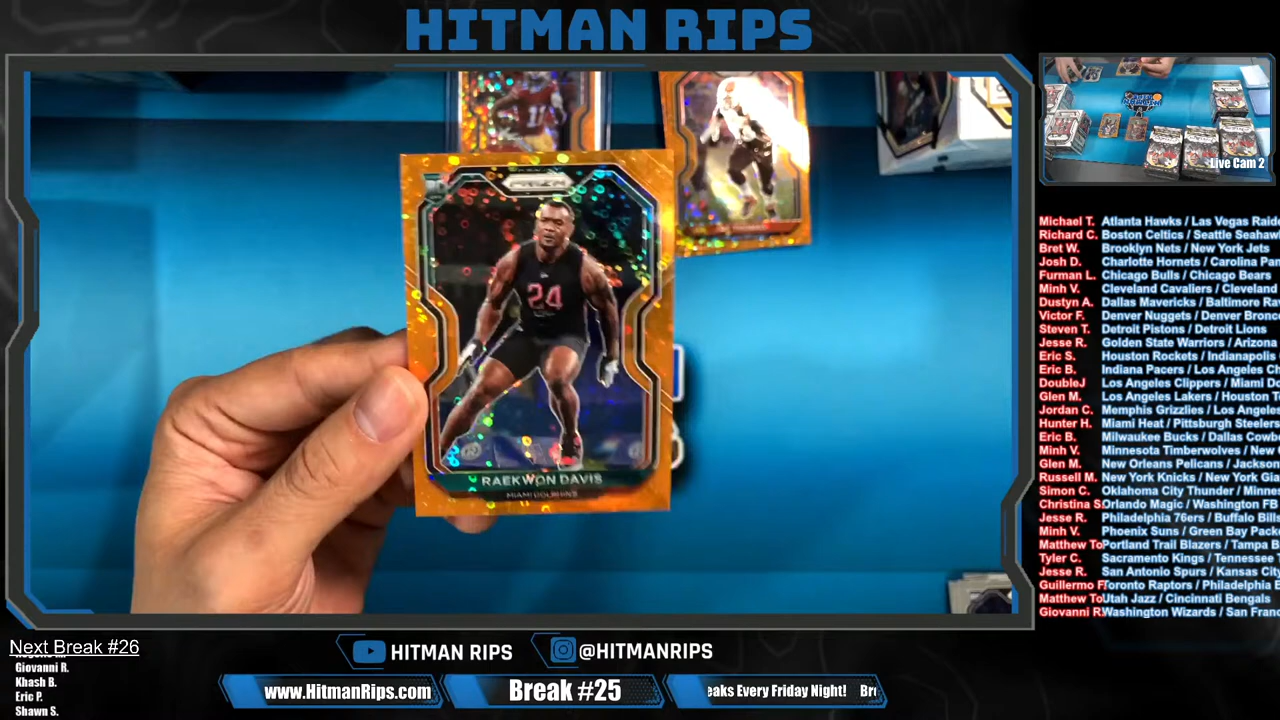 HITMAN RIPS
Live Cam 2
Michael T. Atlanta Hawks / Las Vegas Raide
Richard C. Boston Celtics / Seattle Seahaw
Bret W. Brooklyn Nets / New York Jets
Josh D. Charlotte Hornets / Carolina Pan
Furman L. Chicago Bulls / Chicago Bears
Minh V. Cleveland Cavaliers / Cleveland
Dustyn A. Dallas Mavericks / Baltimore Ra
Victor F. Denver Nuggets / Denver Bronc
Steven T. Detroit Pistons / Detroit Lions
Jesse R. Golden State Warriors / Arizona
Eric S. Houston Rockets / Indianapolis
Eric B. Indiana Pacers / Los Angeles Ch
DoubleJ Los Angeles Clippers / Miami Do
Glen M. Los Angeles Lakers / Houston Te
Jordan C. Memphis Grizzlies / Los Angeles
Hunter H. Miami Heat / Pittsburgh Steelers
Eric B. Milwaukee Bucks / Dallas Cowb
Minh V. Minnesota Timberwolves / New
Glen M. New Orleans Pelicans / Jackson
Russell M. New York Knicks / New York Gia
Simon C. Oklahoma City Thunder / Minnes
Christina S. Orlando Magic / Washington FB
Jesse R. Philadelphia 76ers / Buffalo Bills
Minh V. Phoenix Suns / Green Bay Packe
Matthew To Portland Trail Blazers / Tampa B
Tyler C. Sacramento Kings / Tennessee T
Jesse R. San Antonio Spurs / Kansas City
Guillermo F. Toronto Raptors / Philadelphia E
Matthew To Utah Jazz / Cincinnati Bengals
Giovanni R. Washington Wizards / San Fran
RC
PRIZM
24
RAEKWON DAVIS
MIAMI DOLPHINS
Next Break #26
Giovanni R.
Khash B.
Eric P.
Shawn S.
HITMAN RIPS
@HITMANRIPS
www.HitmanRips.com
Break #25
eaks Every Friday Night! Br